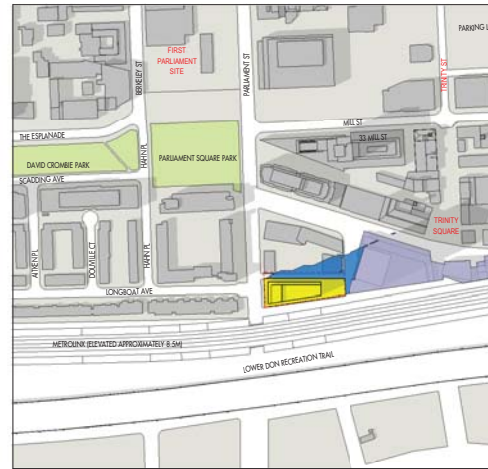 PARKING L
FIRST
PARLIAMENT
SITE
BERKELEY ST
PARLIAMENT ST
TRINITY ST
MILL ST
THE ESPLANADE
33 MILL ST
HAHN PL
DAVID CROMBIE PARK
PARLIAMENT SQUARE PARK
SCADDING AVE
TRINITY
SQUARE
AITKEN PL
DOUVILLE CT
HAHN PL
LONGBOAT AVE
METROLINX (ELEVATED APPROXIMATELY 8.5M)
LOWER DON RECREATION TRAIL